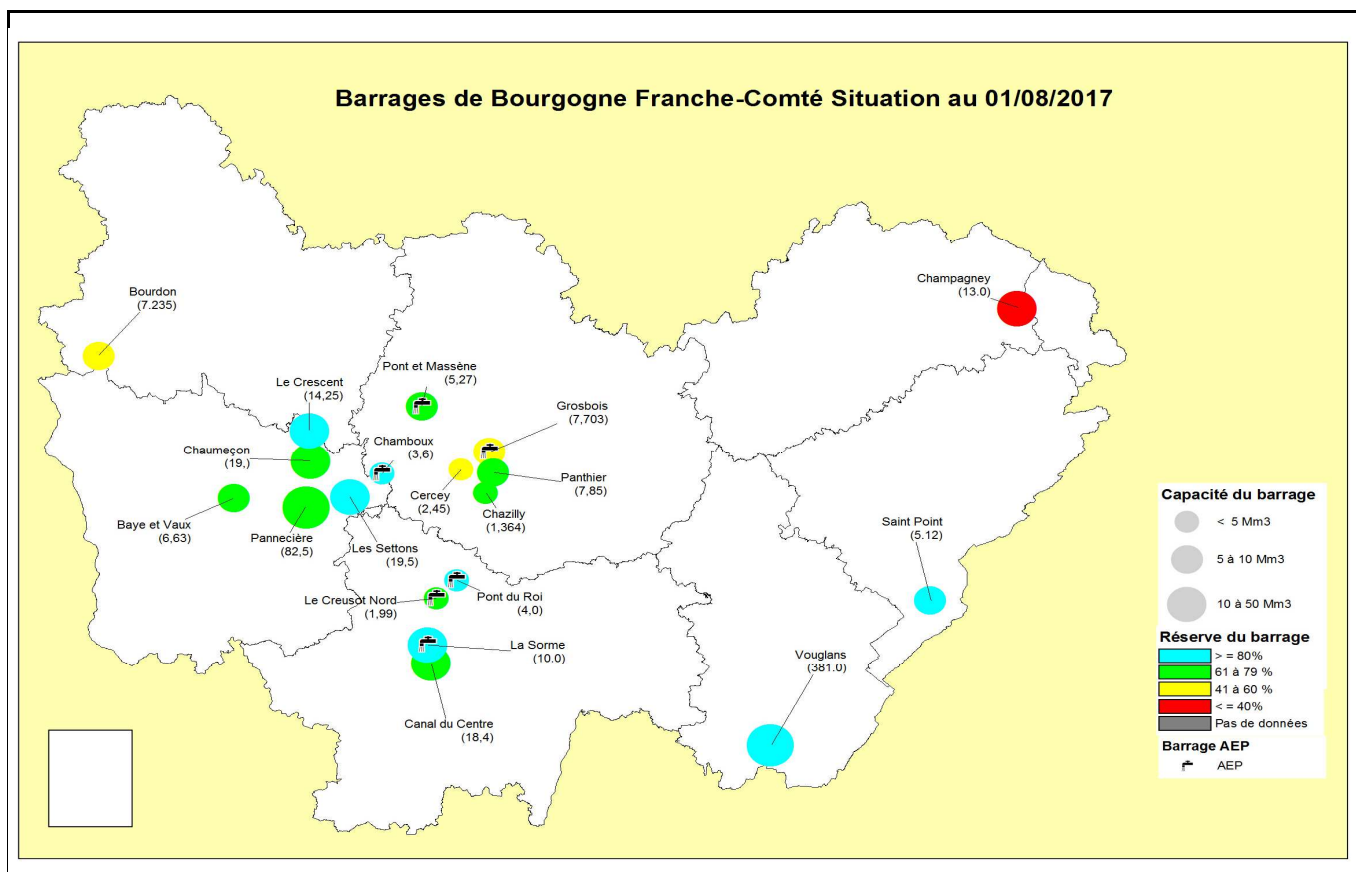 Barrages de Bourgogne Franche-Comté Situation au 01/08/2017
Bourdon
(7.235)
Champagney
(13.0)
Pont et Massène
(5,27)
Le Crescent
(14,25)
Grosbois
(7,703)
Chamboux
(3,6)
Chaumeçon
(19,)
Panthier
(7,85)
Cercey
(2,45)
Chazilly
(1,364)
Baye et Vaux
(6,63)
Pannecière
(82,5)
Les Settons
(19,5)
Saint Point
(5.12)
Le Creusot Nord
(1,99)
Pont du Roi
(4,0)
La Sorme
(10.0)
Vouglans
(381.0)
Canal du Centre
(18,4)
Capacité du barrage
< 5 Mm3
5 à 10 Mm3
10 à 50 Mm3
Réserve du barrage
> = 80%
61 à 79 %
41 à 60 %
< = 40%
Pas de données
Barrage AEP
AEP